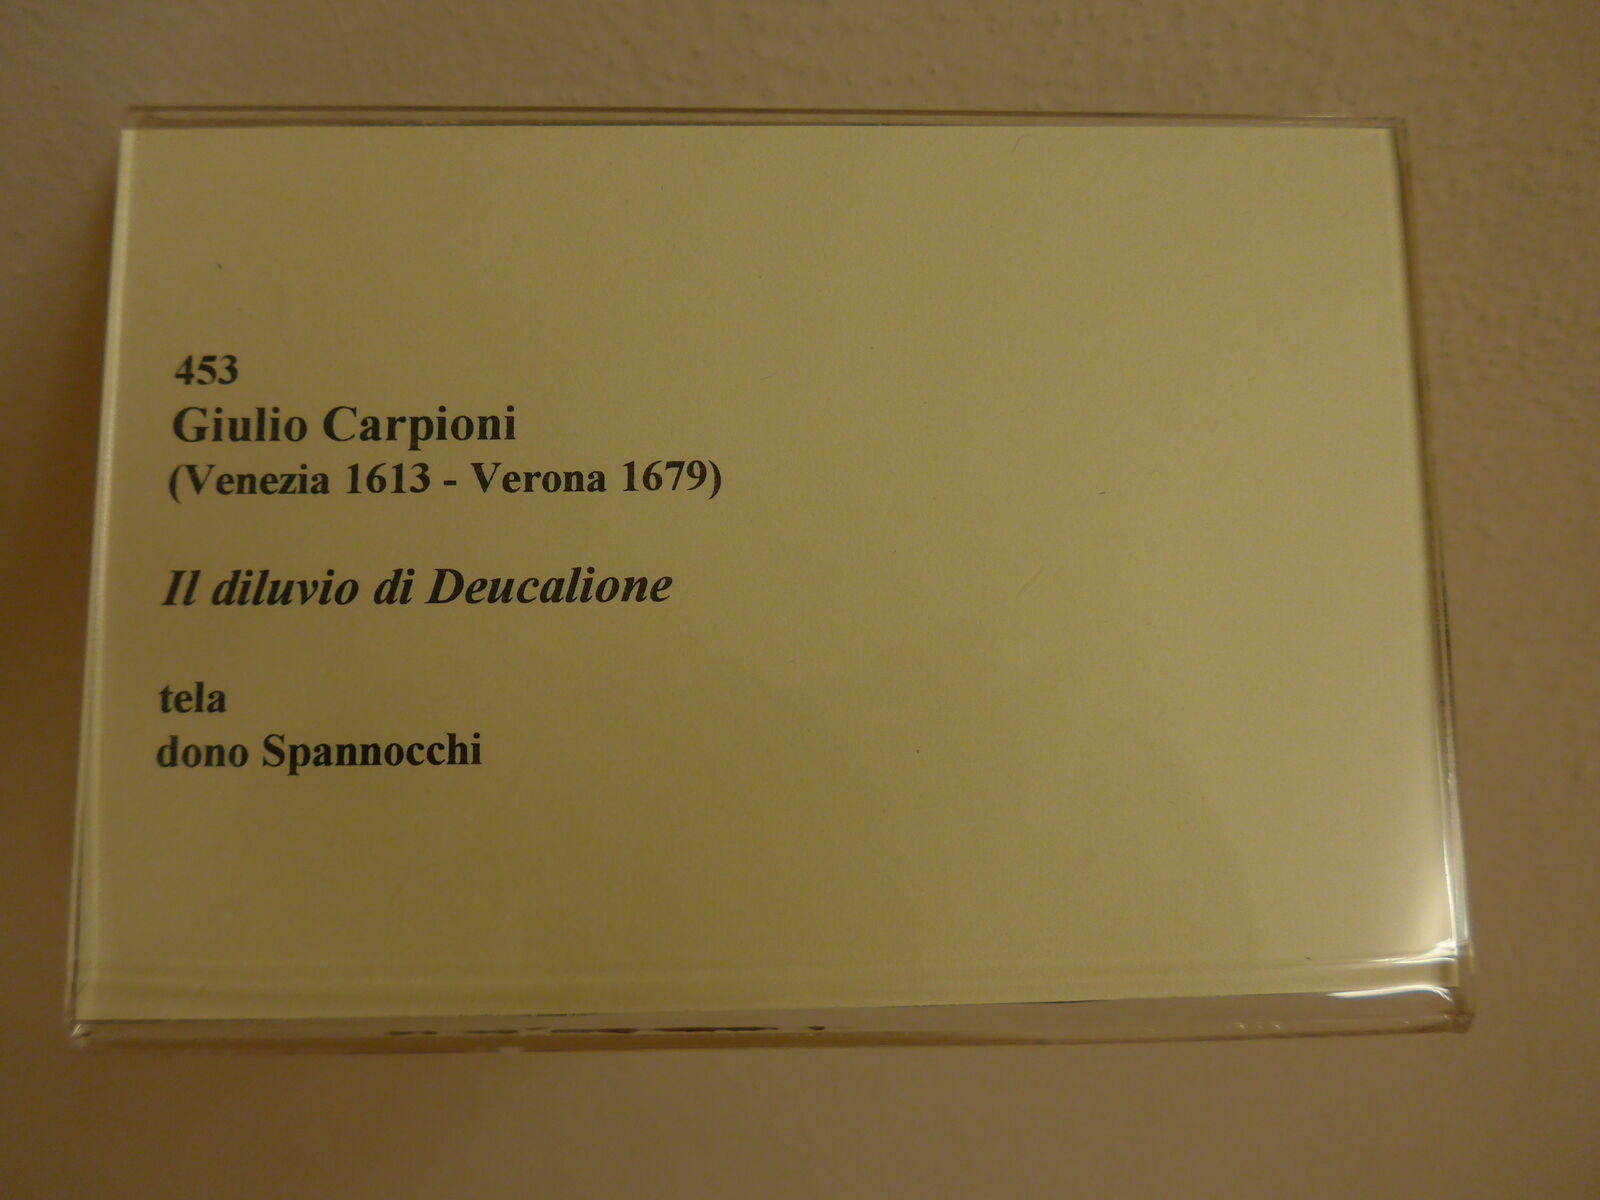 453
Giulio Carpioni
(Venezia 1613 - Verona 1679)
Il diluvio di Deucalione
tela
dono Spannocchi